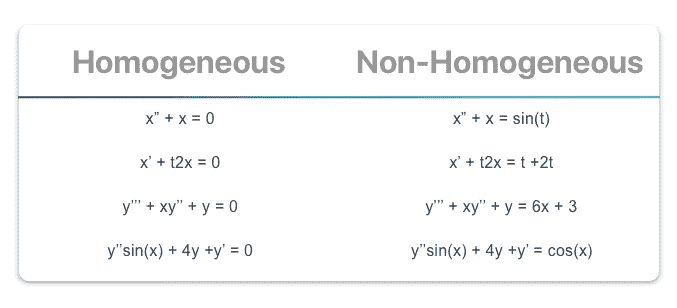 Homogeneous Non-Homogeneous
x” + x = 0 x” + x = sin(t)
x’ + t2x = 0 x’ + t2x = t +2t
y’’’ + xy’’ + y = 0 y’’’ + xy’’ + y = 6x + 3
y’’sin(x) + 4y +y’ = 0 y’’sin(x) + 4y +y’ = cos(x)